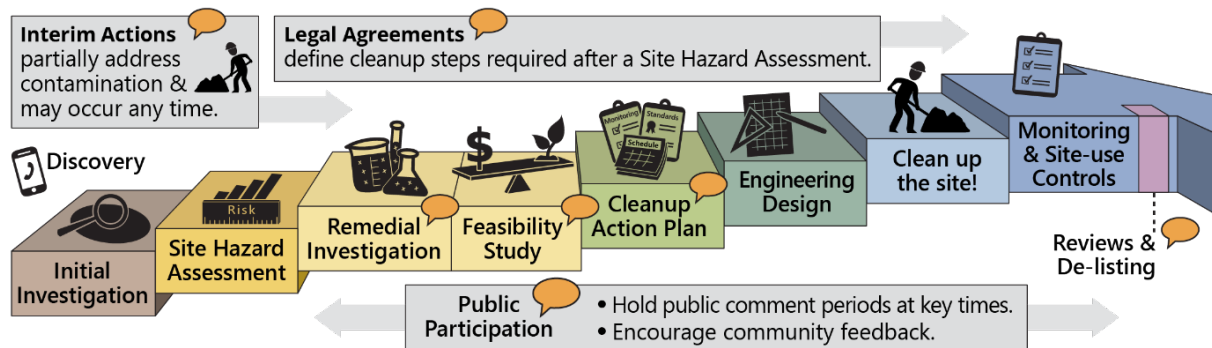 Interim Actions
partially address
contamination &
may occur any time.
Legal Agreements
define cleanup steps required after a Site Hazard Assessment.
Discovery
Initial
Investigation
Risk
Site Hazard
Assessment
Remedial
Investigation
$
Feasibility
Study
Monitoring
Standards
Schedule
Cleanup
Action Plan
Engineering
Design
Clean up
the site!
Monitoring
& Site-use
Controls
Reviews &
De-listing
Public
Participation
• Hold public comment periods at key times.
• Encourage community feedback.